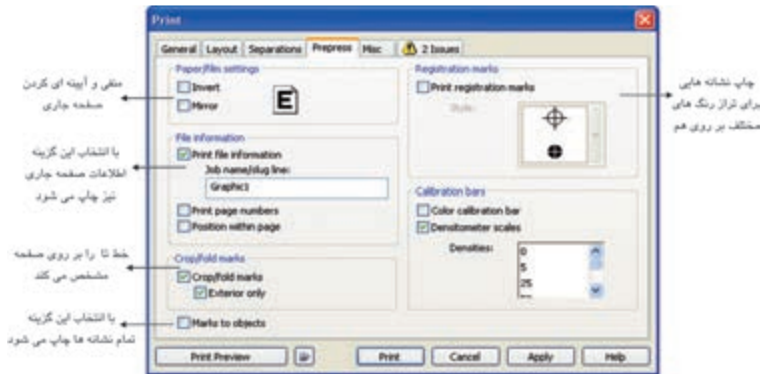 Print
General Layout Separations Prepress Misc 2 Issues
Paper/film settings
Invert
Mirror
E
File information
Print file information
Job name/slug line:
Graphic1
Print page numbers
Position within page
Crop/fold marks
Crop/fold marks
Exterior only
Marks to objects
Registration marks
Print registration marks
Style:
Calibration bars
Color calibration bar
Densitometer scales
Densities:
0
5
25
Print Preview Print Cancel Apply Help
منفی و آیینه ای کردن
صفحه جاری
با انتخاب این گزینه
اطلاعات صفحه جاری
نیز چاپ می شود
خط تا را بر روی صفحه
مشخص می کند
با انتخاب این گزینه
تمام نشانه ها چاپ می شود
چاپ نشانه هایی
برای تراز رنگ های
مختلف بر روی هم